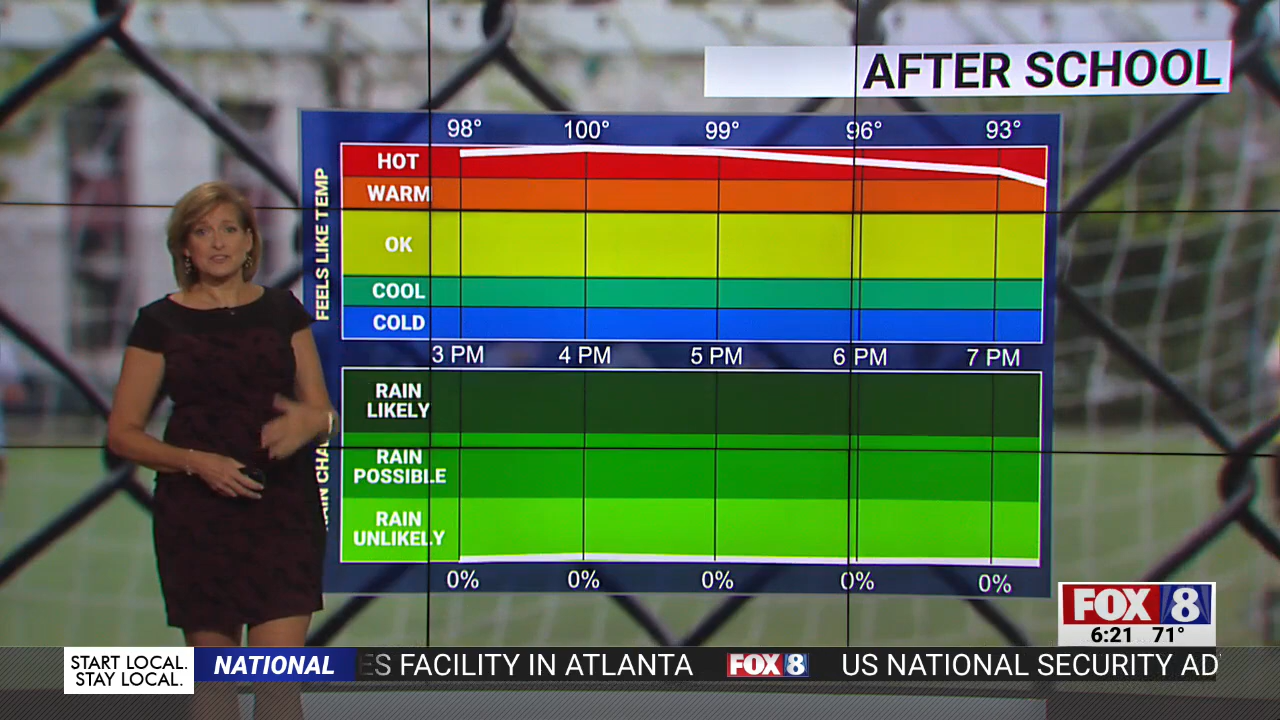 AFTER SCHOOL
98° 100° 99° 96° 93°
FEELS LIKE TEMP
HOT
WARM
OK
COOL
COLD
3 PM 4 PM 5 PM 6 PM 7 PM
RAIN
LIKELY
RAIN
POSSIBLE
RAIN
UNLIKELY
0% 0% 0% 0% 0%
FOX 8
6:21 71°
START LOCAL.
STAY LOCAL.
NATIONAL
FACILITY IN ATLANTA FOX 8 US NATIONAL SECURITY